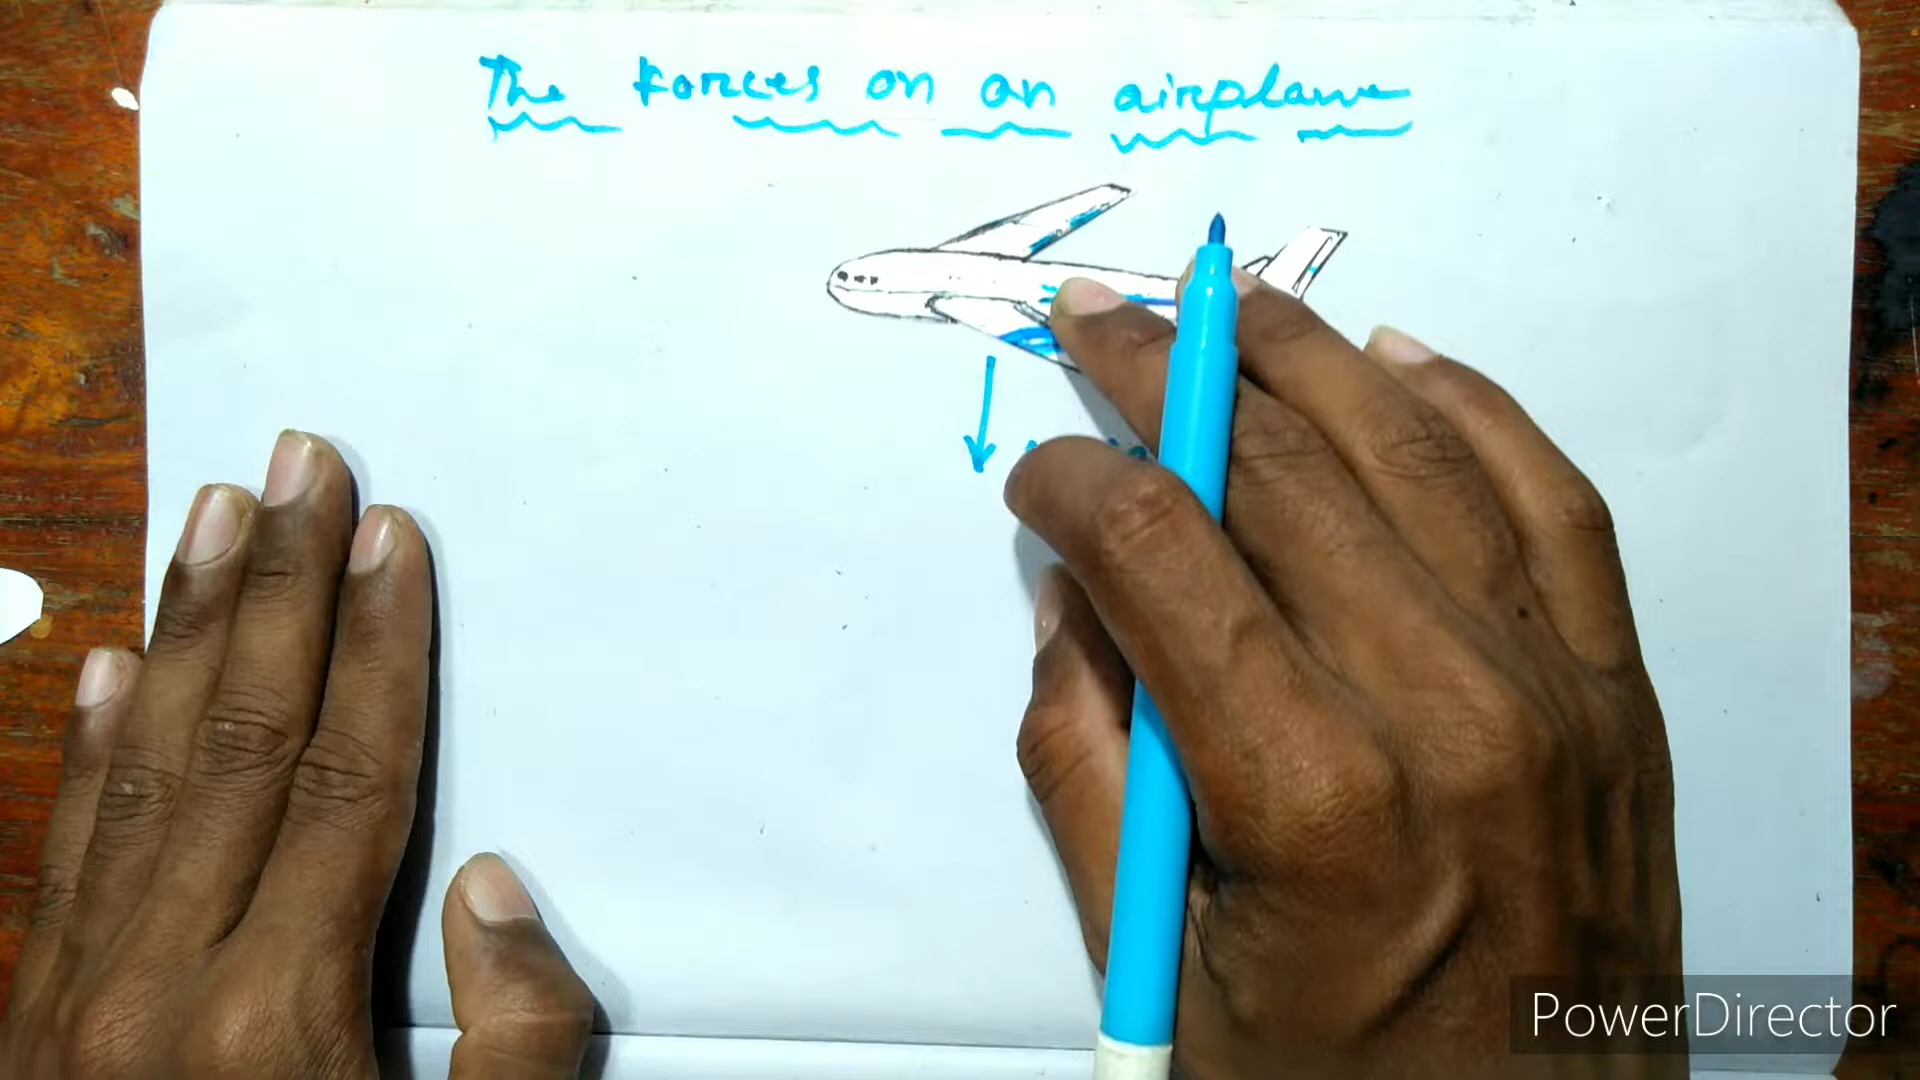 The Forces on an airplane
PowerDirector